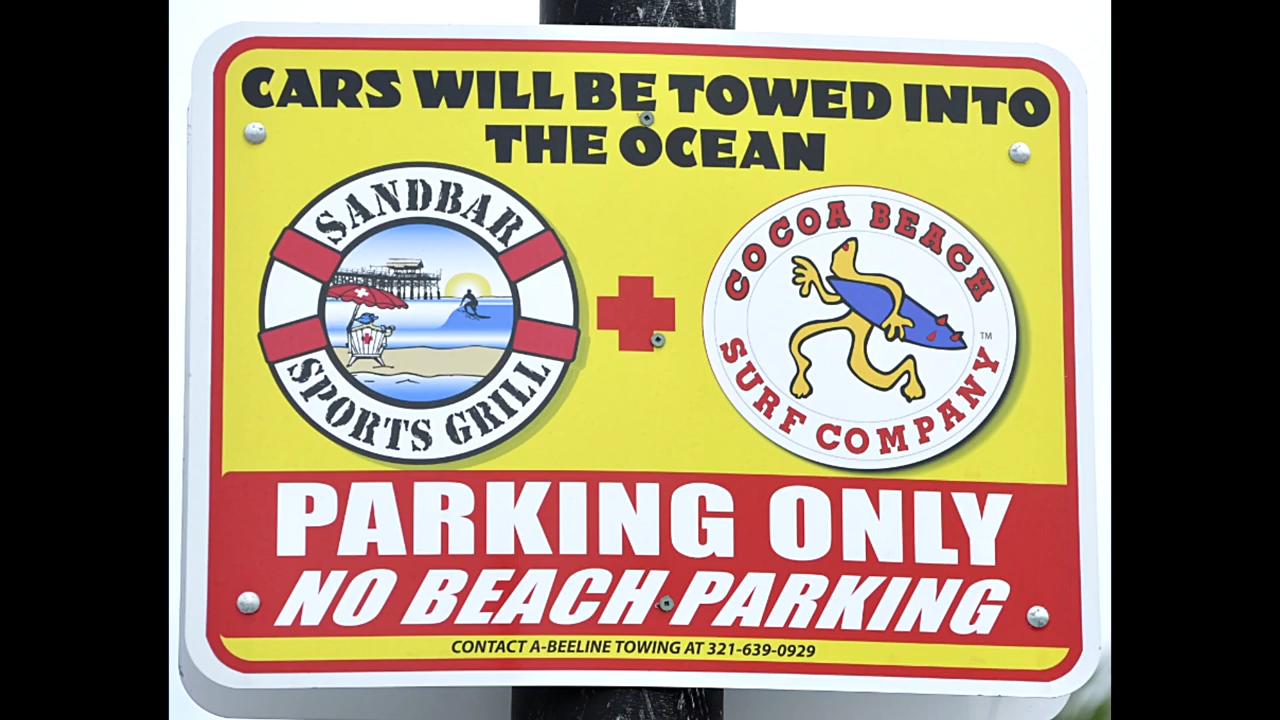 CARS WILL BE TOWED INTO
THE OCEAN
SANDBAR
SPORTS GRILL
COCOA BEACH
SURF COMPANY
TM
PARKING ONLY
NO BEACH PARKING
CONTACT A-BEELINE TOWING AT 321-639-0929